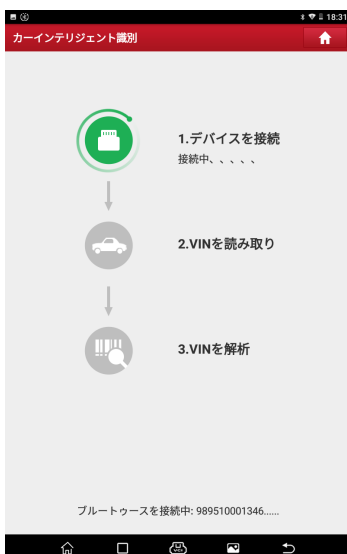 18:31
カーインテリジェント識別
1.デバイスを接続
接続中、、、、、
2.VINを読み取り
3.VINを解析
ブルートゥースを接続中: 989510001346......